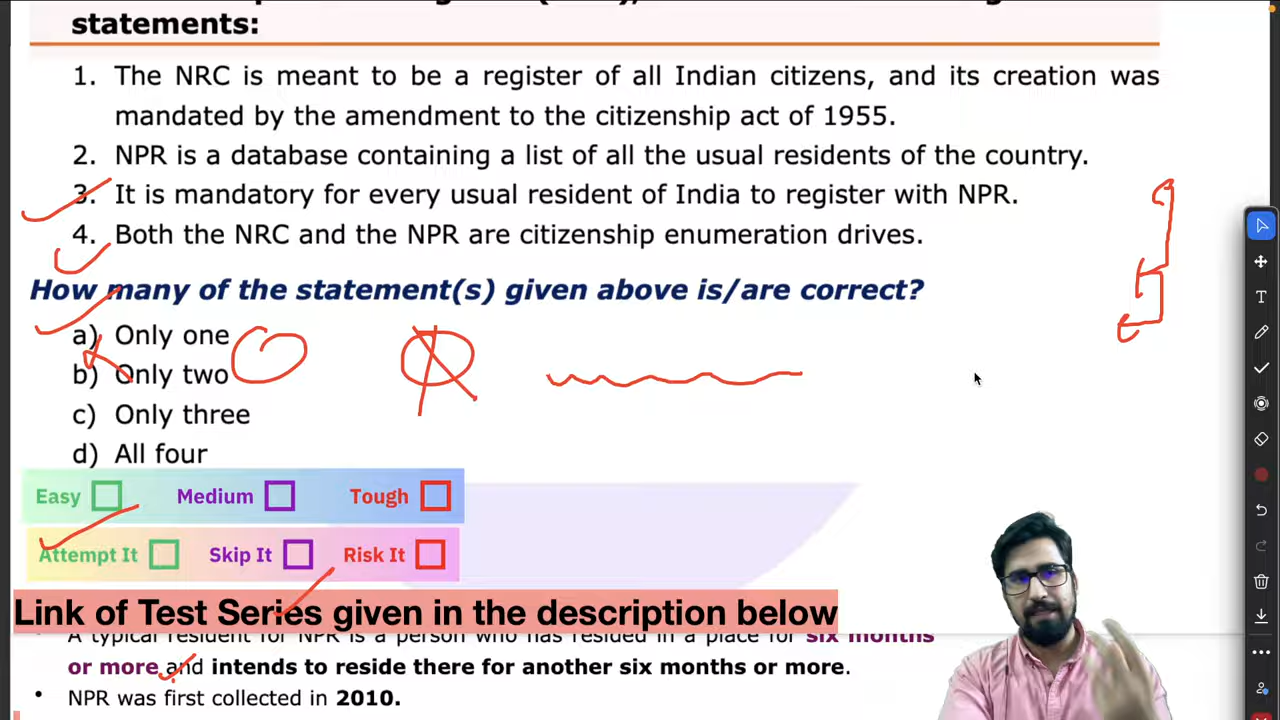 statements:
1. The NRC is meant to be a register of all Indian citizens, and its creation was
mandated by the amendment to the citizenship act of 1955.
2. NPR is a database containing a list of all the usual residents of the country.
3. It is mandatory for every usual resident of India to register with NPR.
4. Both the NRC and the NPR are citizenship enumeration drives.
How many of the statement(s) given above is/are correct?
a) Only one
b) Only two
c) Only three
d) All four
Easy Medium Tough
Attempt It Skip It Risk It
Link of Test Series given in the description below
A typical resident for NPR is a person who has resided in a place for six months
or more and intends to reside there for another six months or more.
• NPR was first collected in 2010.